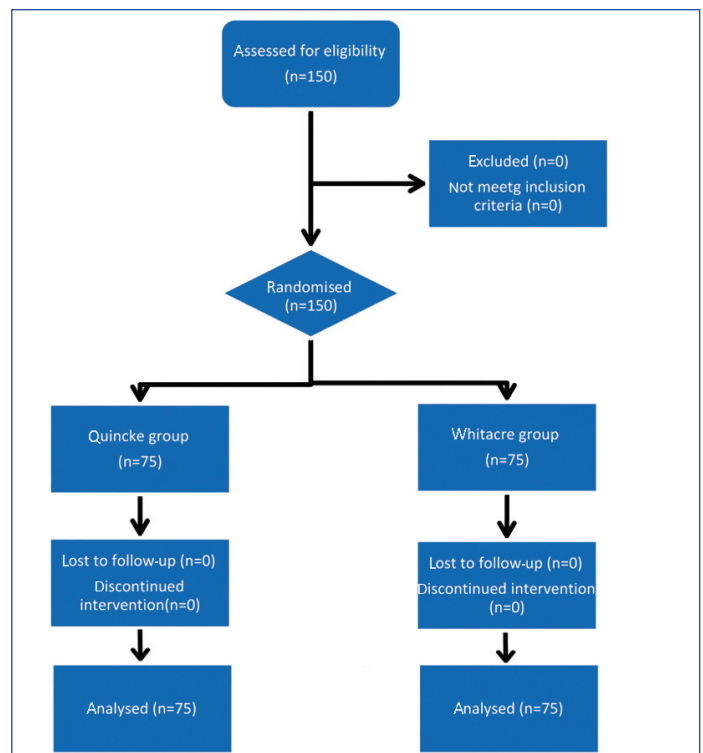 Assessed for eligibility
(n=150)
Excluded (n=0)
Not meetg inclusion
criteria (n=0)
Randomised
(n=150)
Quincke group
(n=75)
Whitacre group
(n=75)
Lost to follow-up (n=0)
Discontinued
intervention(n=0)
Lost to follow-up (n=0)
Discontinued intervention
(n=0)
Analysed (n=75)
Analysed (n=75)